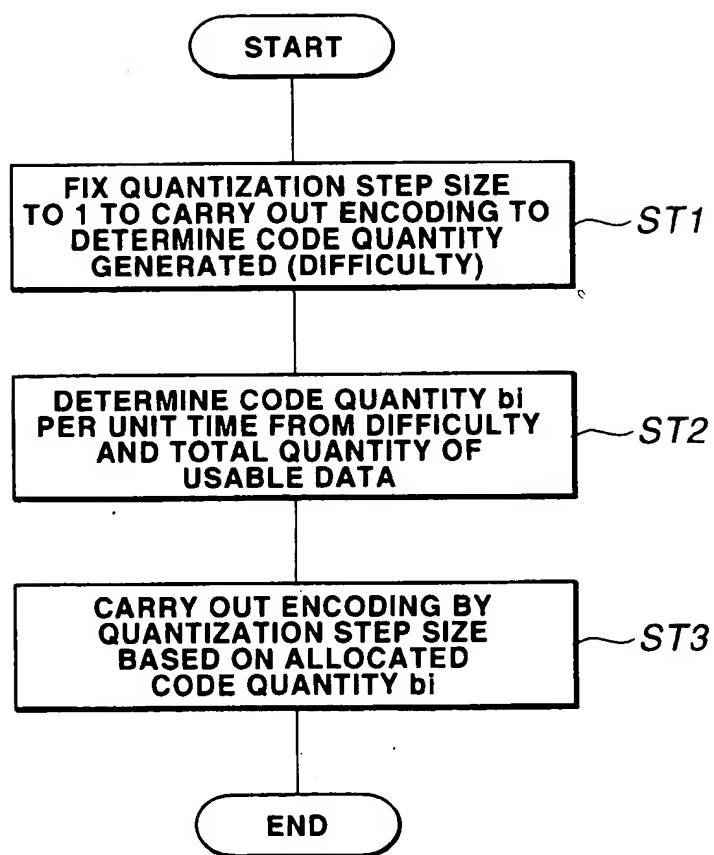 START
FIX QUANTIZATION STEP SIZE
TO 1 TO CARRY OUT ENCODING TO
DETERMINE CODE QUANTITY
GENERATED (DIFFICULTY)
ST1
DETERMINE CODE QUANTITY bi
PER UNIT TIME FROM DIFFICULTY
AND TOTAL QUANTITY OF
USABLE DATA
ST2
CARRY OUT ENCODING BY
QUANTIZATION STEP SIZE
BASED ON ALLOCATED
CODE QUANTITY bi
ST3
END